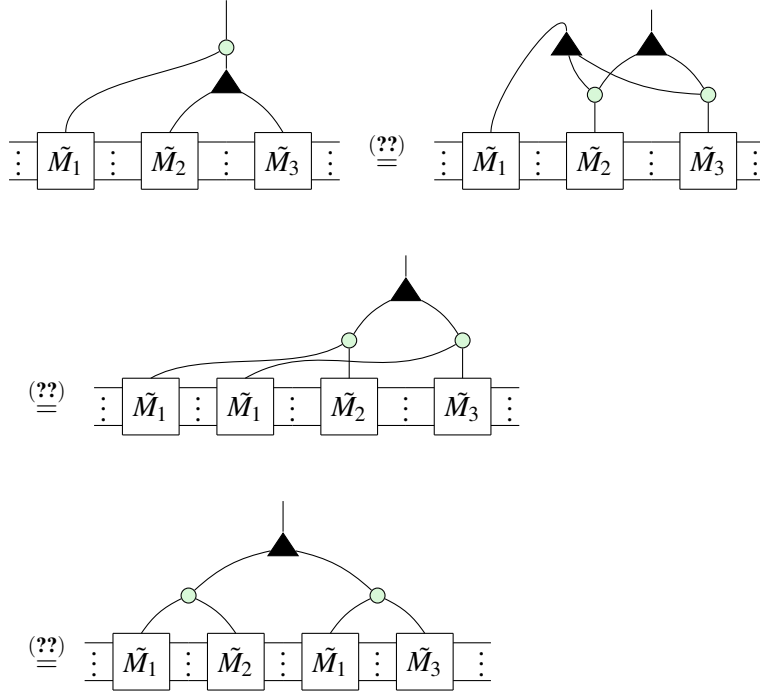 M̃₁ M̃₂ M̃₃ (??) = M̃₁ M̃₂ M̃₃
(??) = M̃₁ M̃₁ M̃₂ M̃₃
(??) = M̃₁ M̃₂ M̃₁ M̃₃